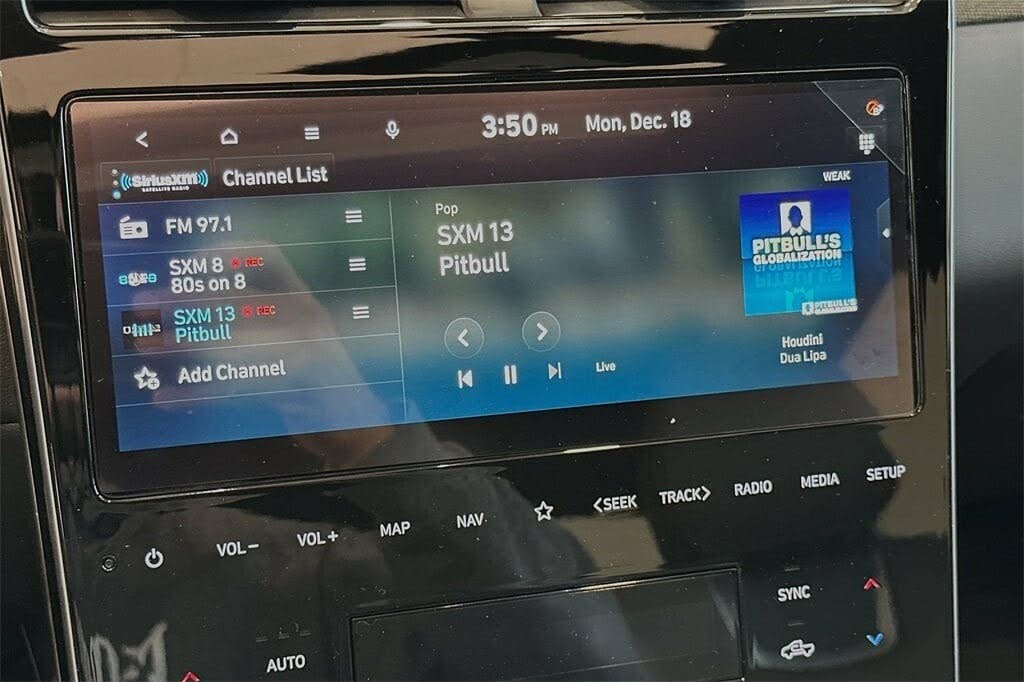 3:50 PM Mon, Dec. 18
SiriusXM
SATELLITE RADIO
Channel List
WEAK
FM 97.1
SXM 8 REC
80s on 8
SXM 13 REC
Pitbull
Add Channel
Pop
SXM 13
Pitbull
Live
PITBULL'S
GLOBALIZATION
PITBULL'S
Houdini
Dua Lipa
VOL–
VOL+
MAP
NAV
<SEEK
TRACK>
RADIO
MEDIA
SETUP
AUTO
SYNC